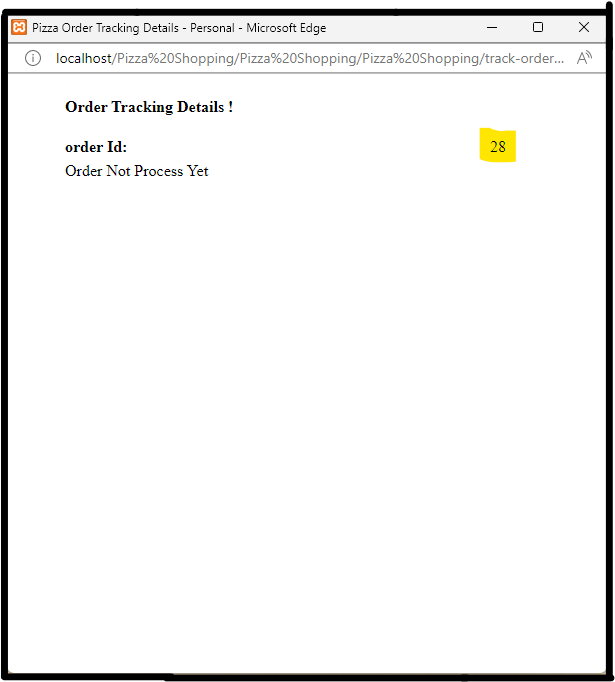 Pizza Order Tracking Details - Personal - Microsoft Edge
localhost/Pizza%20Shopping/Pizza%20Shopping/Pizza%20Shopping/track-order...
Order Tracking Details !
order Id: 28
Order Not Process Yet